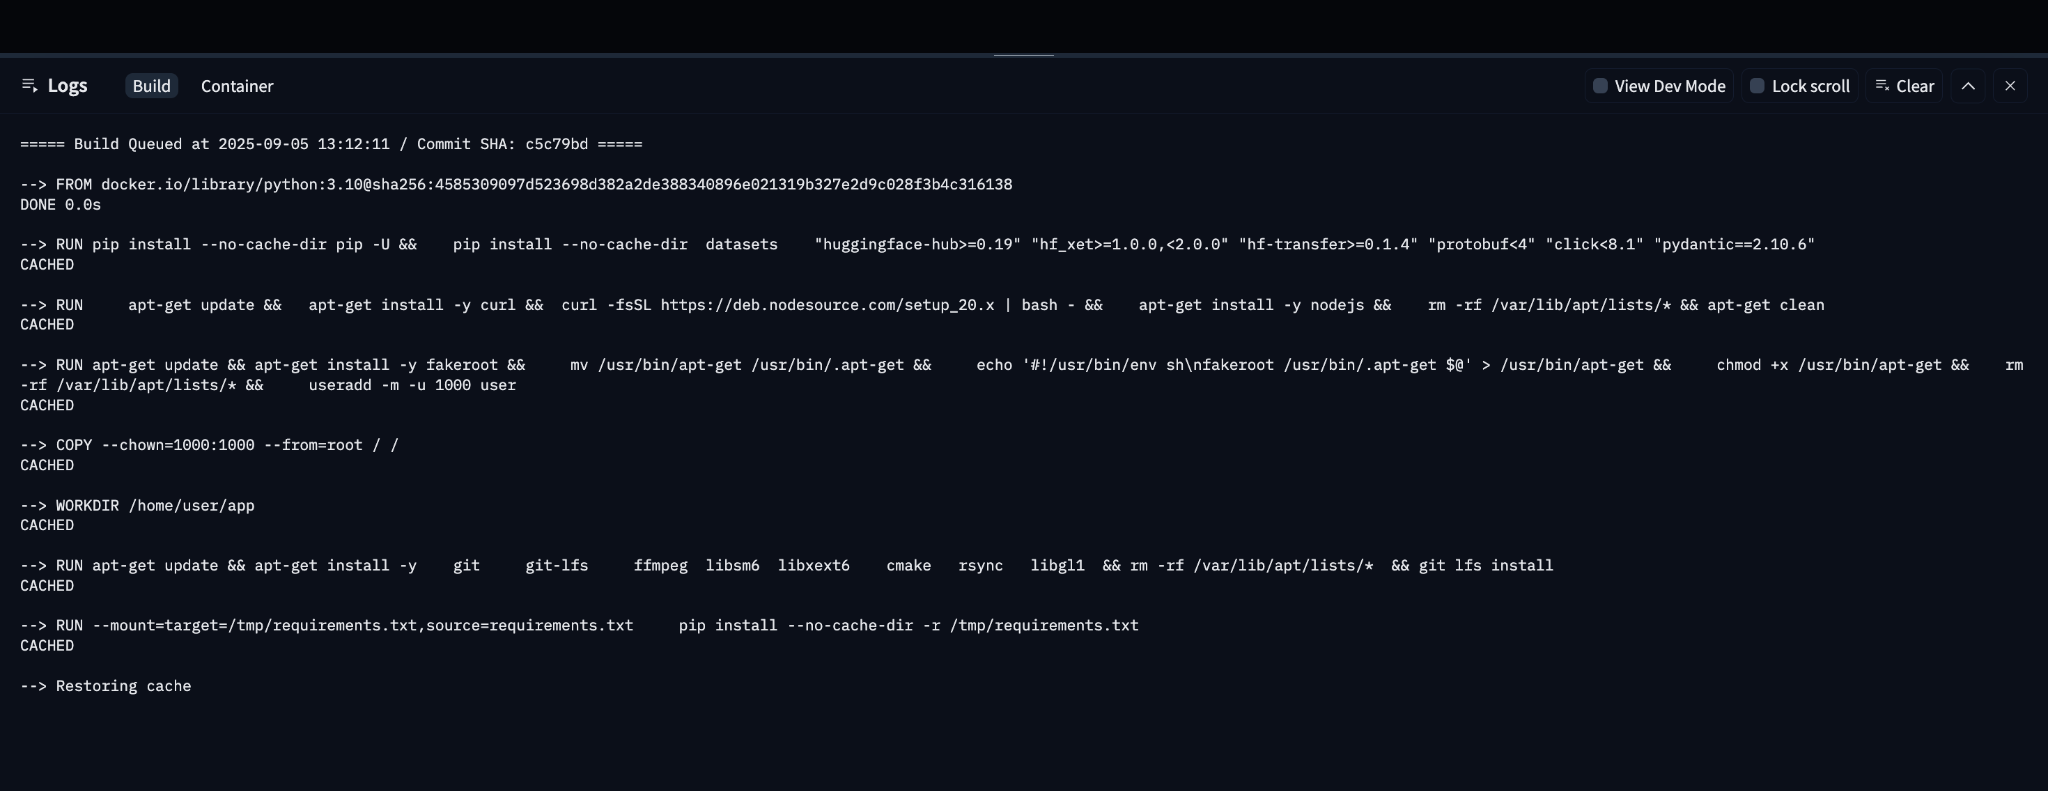 Logs Build Container View Dev Mode Lock scroll Clear
===== Build Queued at 2025-09-05 13:12:11 / Commit SHA: c5c79bd =====
--> FROM docker.io/library/python:3.10@sha256:4585309097d523698d382a2de388340896e021319b327e2d9c028f3b4c316138
DONE 0.0s
--> RUN pip install --no-cache-dir pip -U &&    pip install --no-cache-dir  datasets    "huggingface-hub>=0.19" "hf_xet>=1.0.0,<2.0.0" "hf-transfer>=0.1.4" "protobuf<4" "click<8.1" "pydantic==2.10.6"
CACHED
--> RUN     apt-get update &&   apt-get install -y curl &&  curl -fsSL https://deb.nodesource.com/setup_20.x | bash - &&    apt-get install -y nodejs &&    rm -rf /var/lib/apt/lists/* && apt-get clean
CACHED
--> RUN apt-get update && apt-get install -y fakeroot &&     mv /usr/bin/apt-get /usr/bin/.apt-get &&     echo '#!/usr/bin/env sh\nfakeroot /usr/bin/.apt-get $@' > /usr/bin/apt-get &&     chmod +x /usr/bin/apt-get &&    rm
-rf /var/lib/apt/lists/* &&     useradd -m -u 1000 user
CACHED
--> COPY --chown=1000:1000 --from=root / /
CACHED
--> WORKDIR /home/user/app
CACHED
--> RUN apt-get update && apt-get install -y    git     git-lfs     ffmpeg  libsm6  libxext6    cmake   rsync   libgl1  && rm -rf /var/lib/apt/lists/*  && git lfs install
CACHED
--> RUN --mount=target=/tmp/requirements.txt,source=requirements.txt     pip install --no-cache-dir -r /tmp/requirements.txt
CACHED
--> Restoring cache